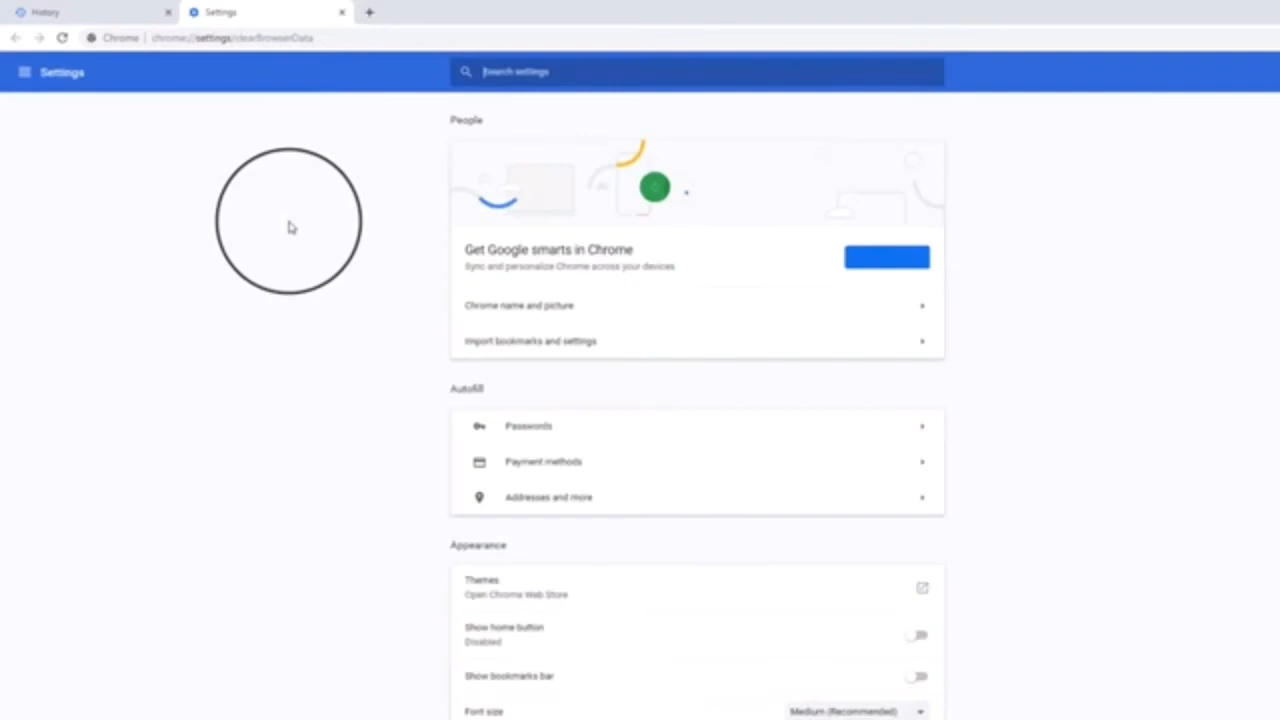 History
Settings
Chrome | chrome://settings/clearBrowserData
Settings
Search settings
People
Get Google smarts in Chrome
Sync and personalize Chrome across your devices
Chrome name and picture
Import bookmarks and settings
Autofill
Passwords
Payment methods
Addresses and more
Appearance
Themes
Open Chrome Web Store
Show home button
Disabled
Show bookmarks bar
Font size
Medium (Recommended)